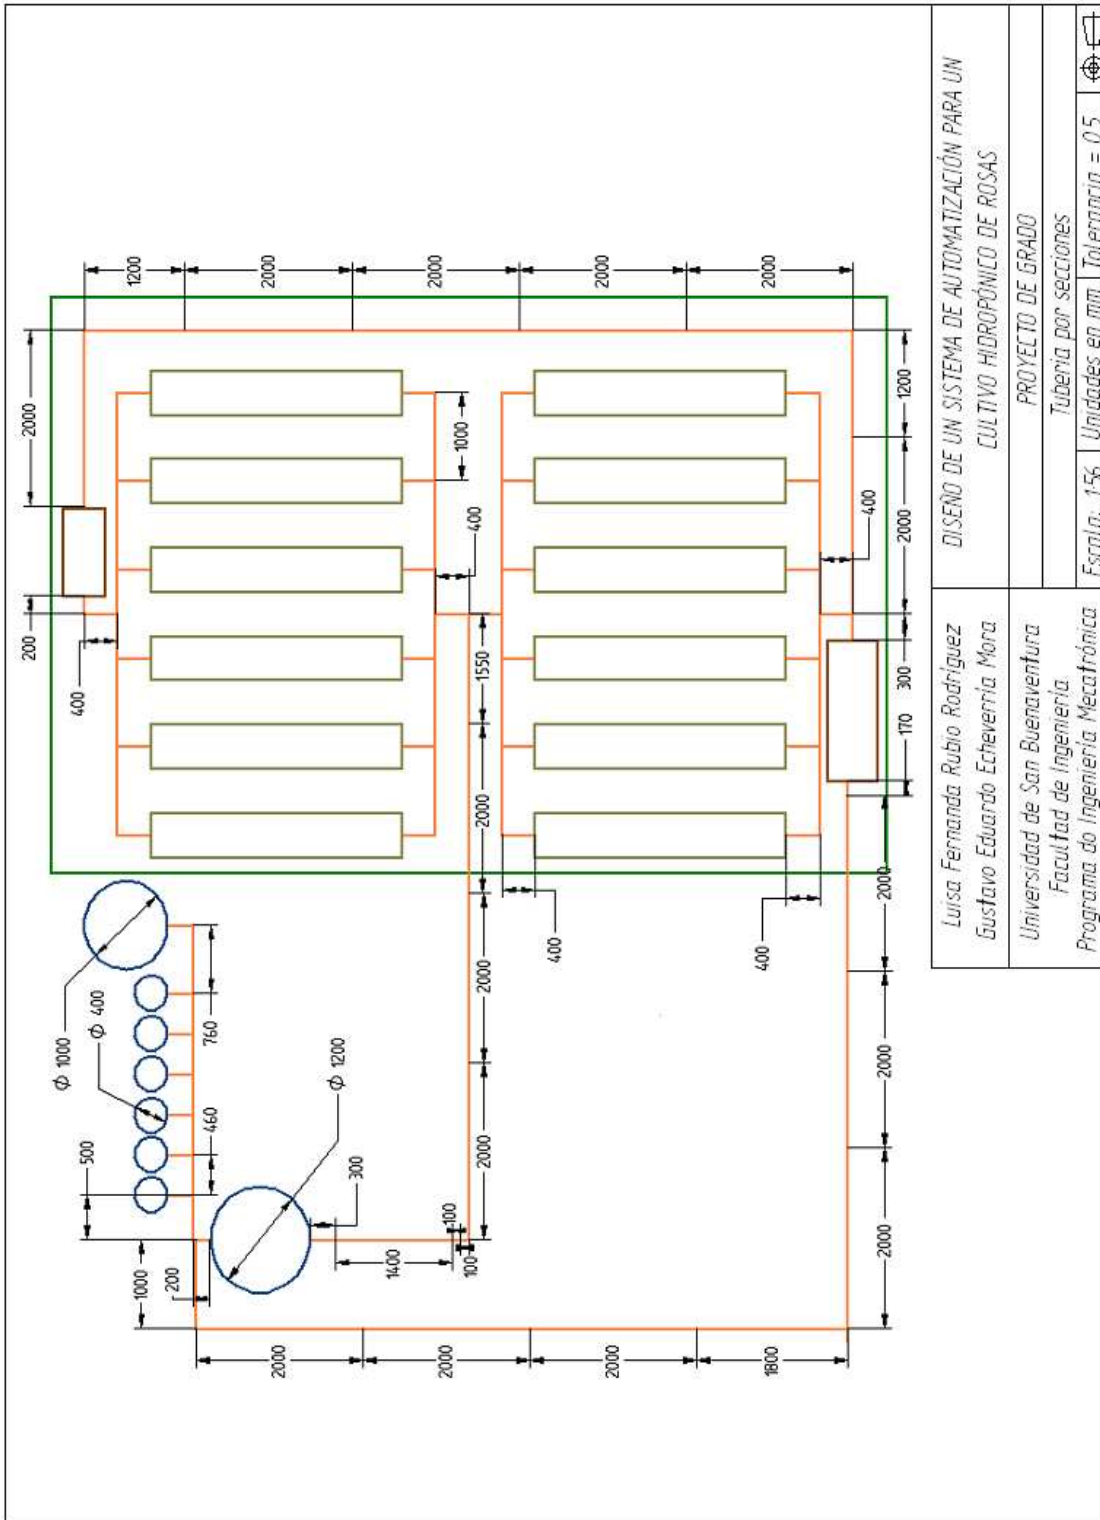 1200
2000
2000
2000
2000
2000
200
400
1000
400
1550
2000
2000
2000
400
400
1200
2000
400
300
170
2000
2000
2000
Φ 1000
Φ 400
Φ 1200
760
460
500
300
1000
200
1400
100
100
2000
2000
2000
1800
Luisa Fernanda Rubio Rodríguez
Gustavo Eduardo Echeverría Mora
Universidad de San Buenaventura
Facultad de Ingeniería.
Programa do Ingeniería Mecatrónica
DISEÑO DE UN SISTEMA DE AUTOMATIZACIÓN PARA UN
CULTIVO HIDROPÓNICO DE ROSAS
PROYECTO DE GRADO
Tuberia por secciones
Escala: 1:56 Unidades en mm Tolerancia = 0.5